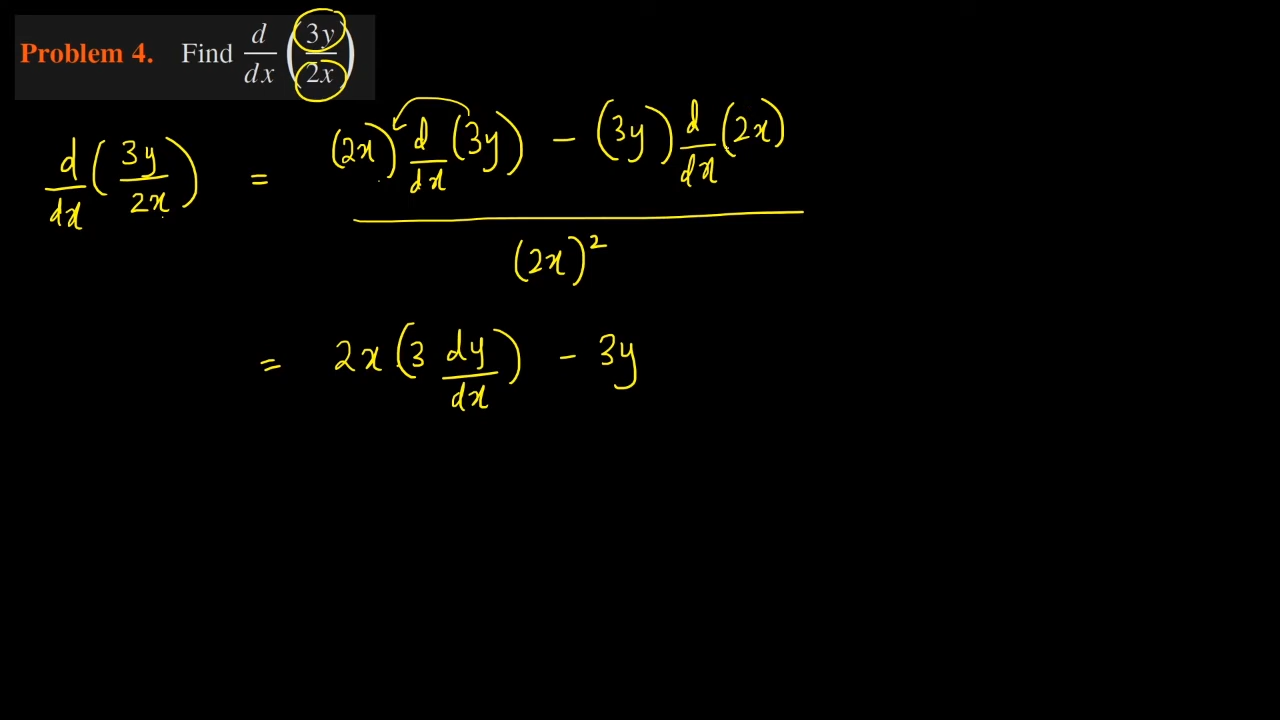 Problem 4. Find d/dx (3y/2x)
d/dx (3y/2x) = ((2x) d/dx (3y) − (3y) d/dx (2x)) / (2x)²
= 2x (3 dy/dx) − 3y